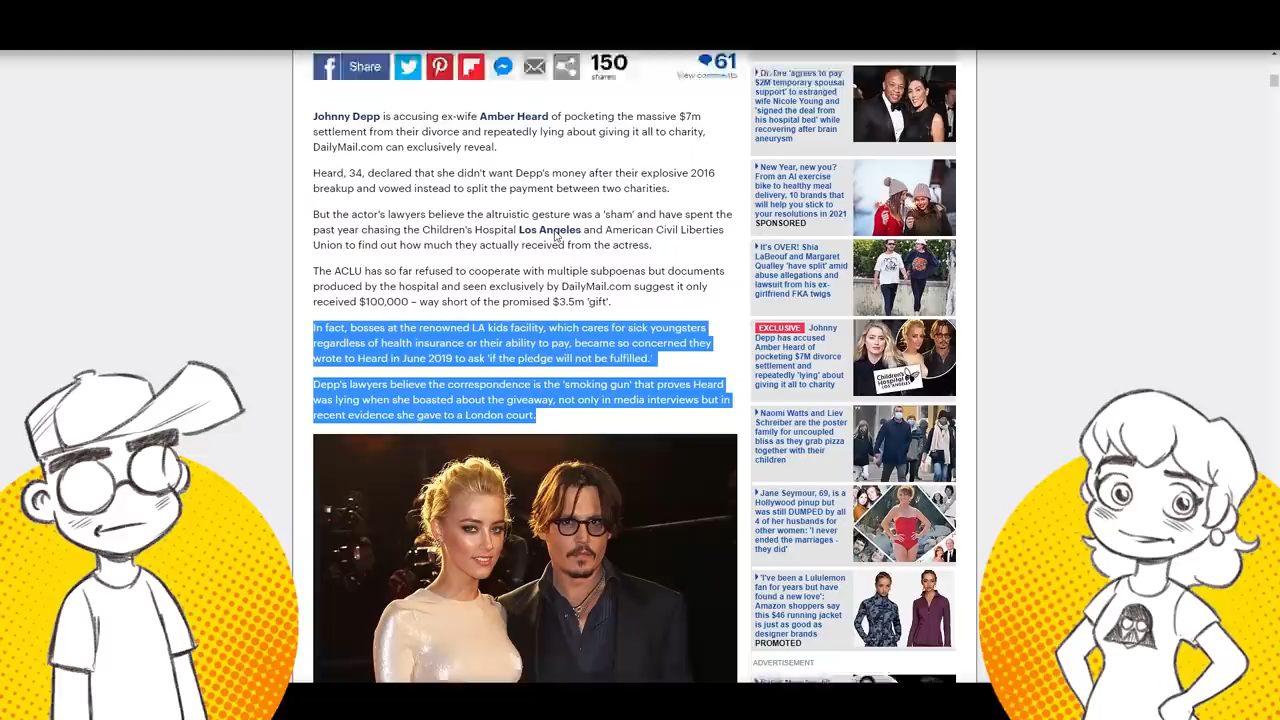 f Share 150
shares
61
View comments
Johnny Depp is accusing ex-wife Amber Heard of pocketing the massive $7m
settlement from their divorce and repeatedly lying about giving it all to charity,
DailyMail.com can exclusively reveal.
Heard, 34, declared that she didn't want Depp's money after their explosive 2016
breakup and vowed instead to split the payment between two charities.
But the actor's lawyers believe the altruistic gesture was a 'sham' and have spent the
past year chasing the Children's Hospital Los Angeles and American Civil Liberties
Union to find out how much they actually received from the actress.
The ACLU has so far refused to cooperate with multiple subpoenas but documents
produced by the hospital and seen exclusively by DailyMail.com suggest it only
received $100,000 – way short of the promised $3.5m 'gift'.
In fact, bosses at the renowned LA kids facility, which cares for sick youngsters
regardless of health insurance or their ability to pay, became so concerned they
wrote to Heard in June 2019 to ask 'if the pledge will not be fulfilled.'
Depp's lawyers believe the correspondence is the 'smoking gun' that proves Heard
was lying when she boasted about the giveaway, not only in media interviews but in
recent evidence she gave to a London court.
Dr. Dre 'agrees to pay
$2M temporary spousal
support' to estranged
wife Nicole Young and
'signed the deal from
his hospital bed' while
recovering after brain
aneurysm
New Year, new you?
From an AI exercise
bike to healthy meal
delivery, 10 brands that
will help you stick to
your resolutions in 2021
SPONSORED
It's OVER! Shia
LaBeouf and Margaret
Qualley 'have split' amid
abuse allegations and
lawsuit from his ex-
girlfriend FKA twigs
EXCLUSIVE Johnny
Depp has accused
Amber Heard of
pocketing $7M divorce
settlement and
repeatedly 'lying' about
giving it all to charity
Children's
Hospital
LOS ANGELES
Naomi Watts and Liev
Schreiber are the poster
family for uncoupled
bliss as they grab pizza
together with their
children
Jane Seymour, 69, is a
Hollywood pinup but
was still DUMPED by all
4 of her husbands for
other women: 'I never
ended the marriages -
they did'
'I've been a Lululemon
fan for years but have
found a new love':
Amazon shoppers say
this $46 running jacket
is just as good as
designer brands
PROMOTED
ADVERTISEMENT